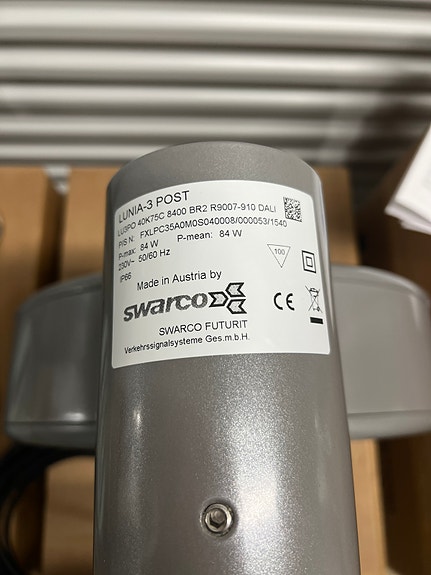 LUNIA-3 POST
LU3PO 40K75C 8400 BR2 R9007-910 DALI
P/S N: FXLPC35A0M0S040008/000053/1540
P-max: 84 W P-mean: 84 W
230V~ 50/60 Hz
IP66
100
Made in Austria by
swarco
CE
SWARCO FUTURIT
Verkehrssignalsysteme Ges.m.b.H.